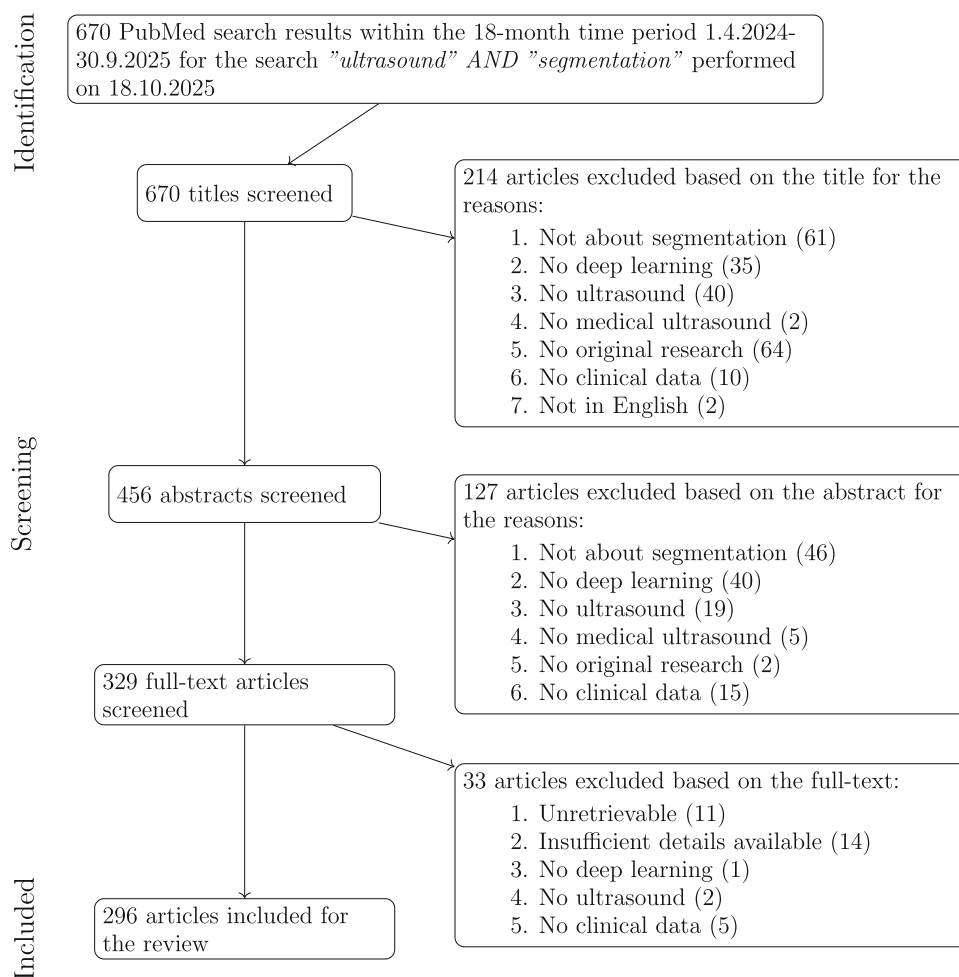 Identification
670 PubMed search results within the 18-month time period 1.4.2024-
30.9.2025 for the search ”ultrasound” AND ”segmentation” performed
on 18.10.2025
670 titles screened
214 articles excluded based on the title for the
reasons:
1. Not about segmentation (61)
2. No deep learning (35)
3. No ultrasound (40)
4. No medical ultrasound (2)
5. No original research (64)
6. No clinical data (10)
7. Not in English (2)
Screening
456 abstracts screened
127 articles excluded based on the abstract for
the reasons:
1. Not about segmentation (46)
2. No deep learning (40)
3. No ultrasound (19)
4. No medical ultrasound (5)
5. No original research (2)
6. No clinical data (15)
329 full-text articles
screened
33 articles excluded based on the full-text:
1. Unretrievable (11)
2. Insufficient details available (14)
3. No deep learning (1)
4. No ultrasound (2)
5. No clinical data (5)
Included
296 articles included for
the review